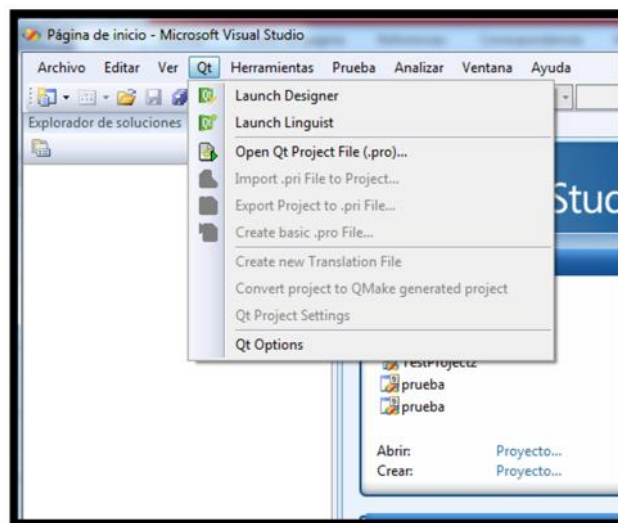 Página de inicio - Microsoft Visual Studio
Archivo Editar Ver Qt Herramientas Prueba Analizar Ventana Ayuda
Explorador de soluciones
Launch Designer
Launch Linguist
Open Qt Project File (.pro)...
Import .pri File to Project...
Export Project to .pri File...
Create basic .pro File...
Create new Translation File
Convert project to QMake generated project
Qt Project Settings
Qt Options
Stud
TestProject2
prueba
prueba
Abrir: Proyecto...
Crear: Proyecto...